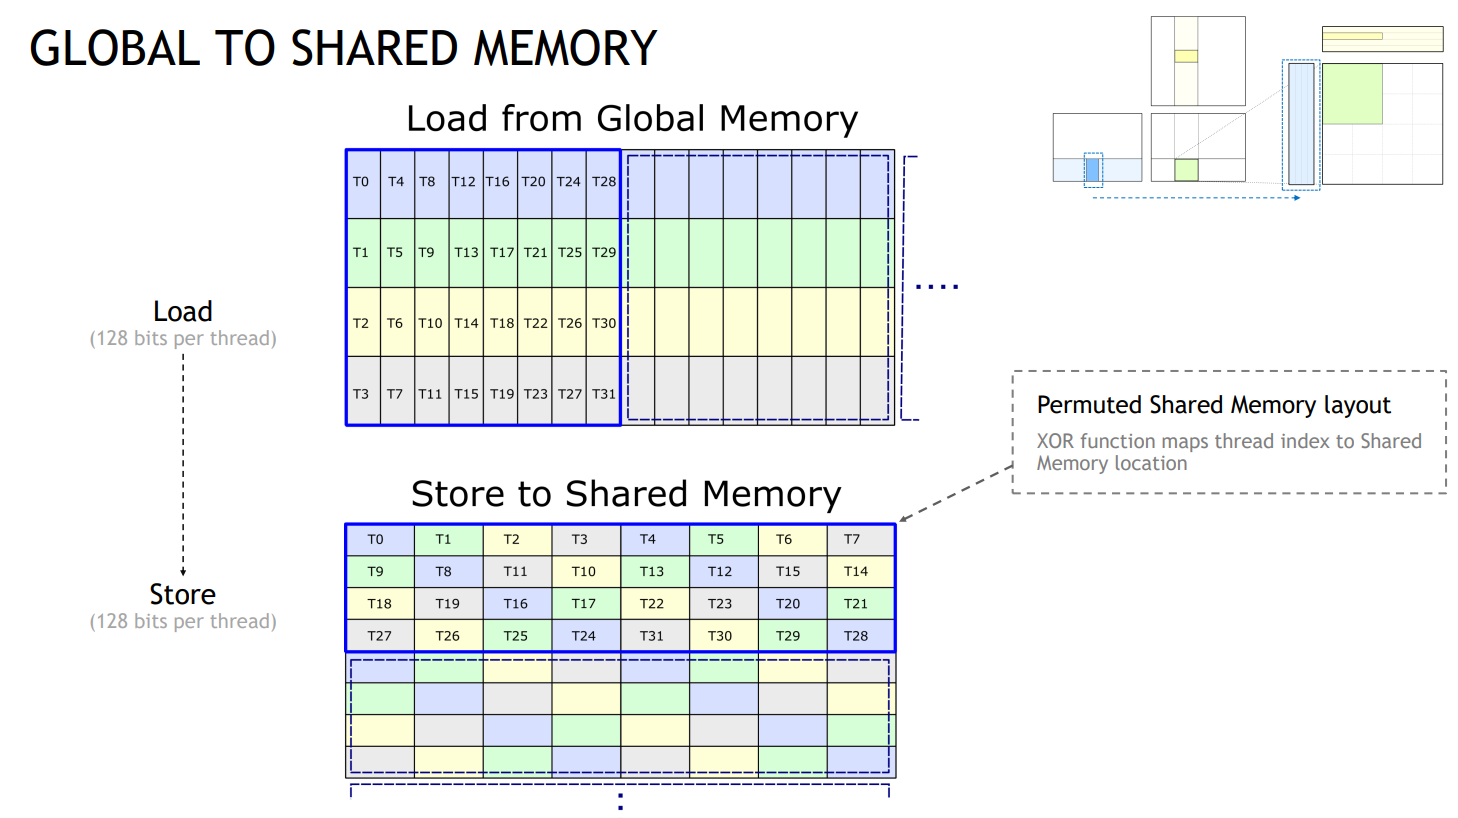 GLOBAL TO SHARED MEMORY
Load from Global Memory
T0 T4 T8 T12 T16 T20 T24 T28
T1 T5 T9 T13 T17 T21 T25 T29
T2 T6 T10 T14 T18 T22 T26 T30
T3 T7 T11 T15 T19 T23 T27 T31
Load
(128 bits per thread)
Permuted Shared Memory layout
XOR function maps thread index to Shared
Memory location
Store to Shared Memory
T0 T1 T2 T3 T4 T5 T6 T7
T9 T8 T11 T10 T13 T12 T15 T14
T18 T19 T16 T17 T22 T23 T20 T21
T27 T26 T25 T24 T31 T30 T29 T28
Store
(128 bits per thread)